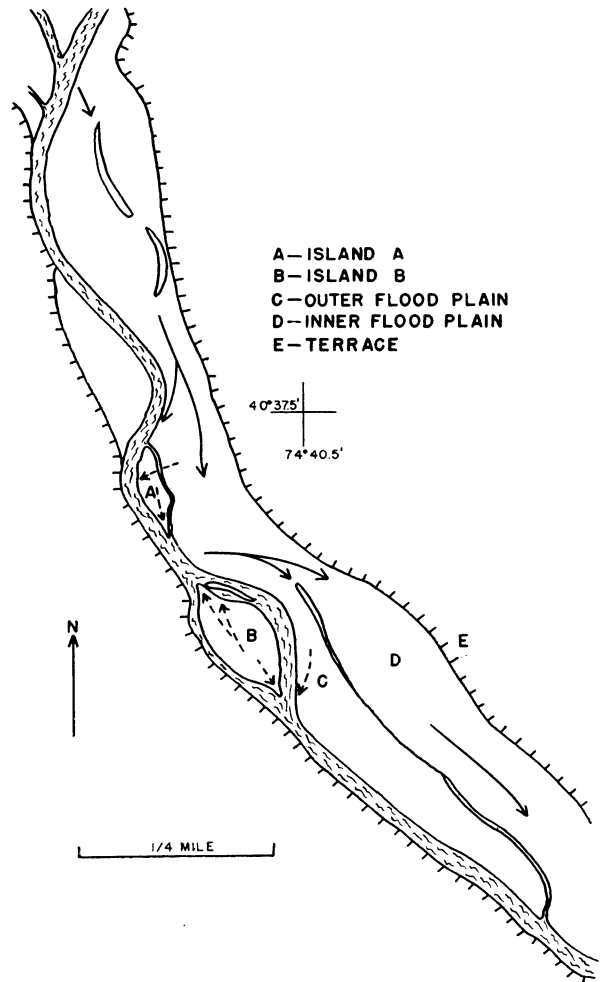 A—ISLAND A
B—ISLAND B
C—OUTER FLOOD PLAIN
D—INNER FLOOD PLAIN
E—TERRACE
40°37.5'
74°40.5'
A
N
B
E
D
C
1/4 MILE